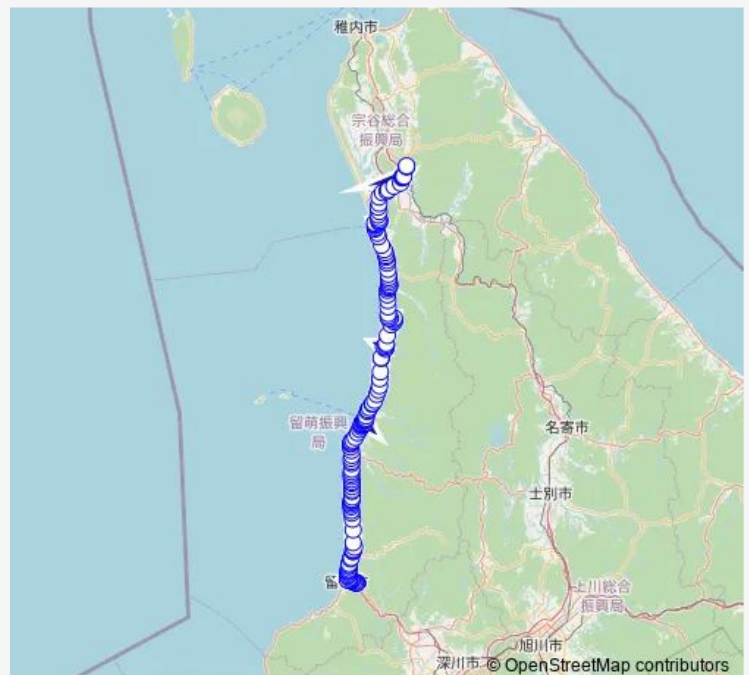 稚内市
宗谷総合
振興局
留萌振興
局
名寄市
士別市
留
上川総合
振興局
旭川市
深川市
© OpenStreetMap contributors